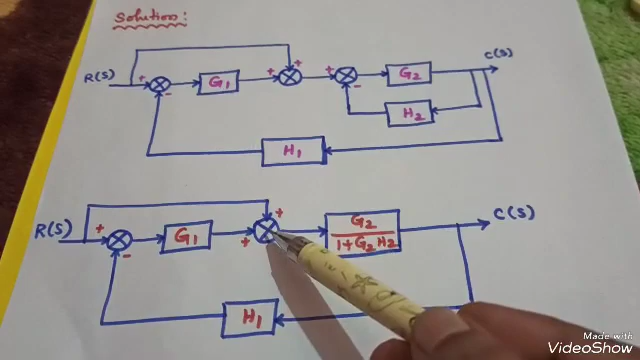 Solution:
R(S) + - G1 + + + - G2 C(S)
H2
H1
R(S) + - G1 + + G2 / 1+G2H2 C(S)
H1
Made with
VideoShow